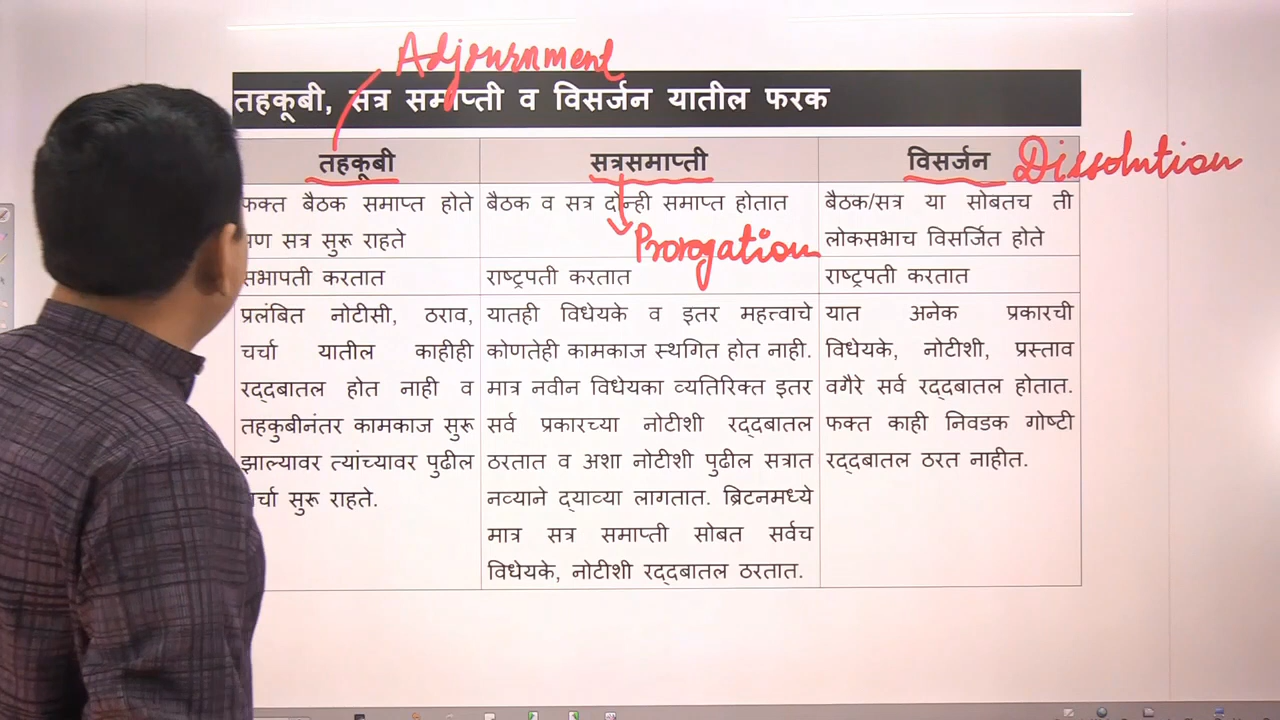 Adjournment
तहकूबी, सत्र समाप्ती व विसर्जन यातील फरक
तहकूबी
सत्रसमाप्ती
विसर्जन
Dissolution
Prorogation
फक्त बैठक समाप्त होते
पण सत्र सुरू राहते
बैठक व सत्र दोन्ही समाप्त होतात
बैठक/सत्र या सोबतच ती
लोकसभाच विसर्जित होते
सभापती करतात
राष्ट्रपती करतात
राष्ट्रपती करतात
प्रलंबित नोटीसी, ठराव,
चर्चा यातील काहीही
रद्दबातल होत नाही व
तहकुबीनंतर कामकाज सुरू
झाल्यावर त्यांच्यावर पुढील
चर्चा सुरू राहते.
यातही विधेयके व इतर महत्त्वाचे
कोणतेही कामकाज स्थगित होत नाही.
मात्र नवीन विधेयका व्यतिरिक्त इतर
सर्व प्रकारच्या नोटीशी रद्दबातल
ठरतात व अशा नोटीशी पुढील सत्रात
नव्याने द्याव्या लागतात. ब्रिटनमध्ये
मात्र सत्र समाप्ती सोबत सर्वच
विधेयके, नोटीशी रद्दबातल ठरतात.
यात अनेक प्रकारची
विधेयके, नोटीशी, प्रस्ताव
वगैरे सर्व रद्दबातल होतात.
फक्त काही निवडक गोष्टी
रद्दबातल ठरत नाहीत.